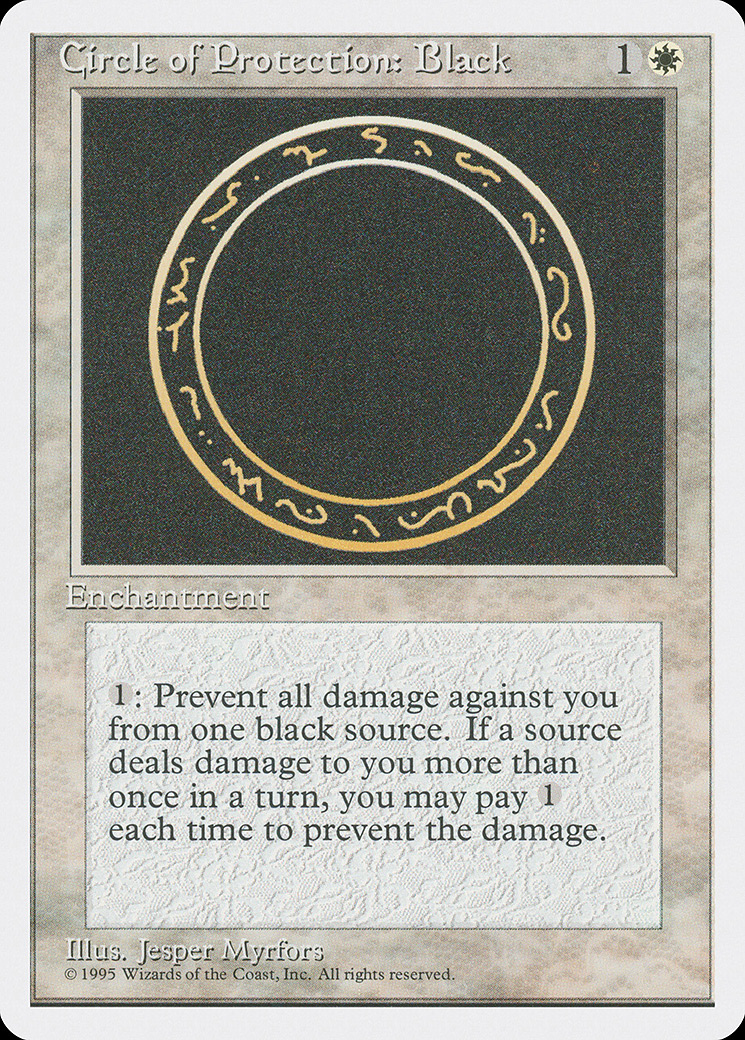 Circle of Protection: Black 1
Enchantment
1: Prevent all damage against you
from one black source. If a source
deals damage to you more than
once in a turn, you may pay 1
each time to prevent the damage.
Illus. Jesper Myrfors
© 1995 Wizards of the Coast, Inc. All rights reserved.